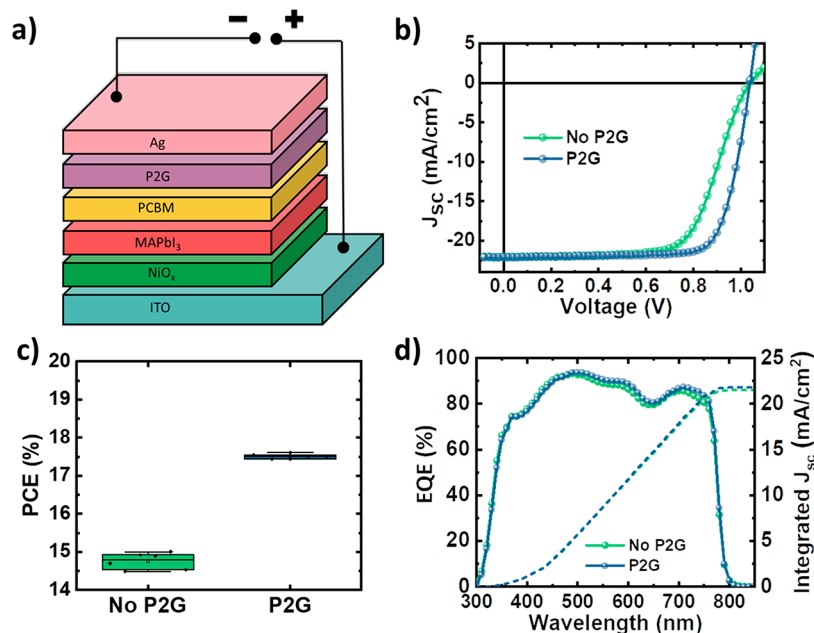 a)
− +
Ag
P2G
PCBM
MAPbI₃
NiOₓ
ITO
b)
J_SC (mA/cm²)
5
0
-5
-10
-15
-20
No P2G
P2G
0.0 0.2 0.4 0.6 0.8 1.0
Voltage (V)
c)
PCE (%)
20
19
18
17
16
15
14
No P2G P2G
d)
EQE (%)
100
80
60
40
20
0
No P2G
P2G
25
20
15
10
5
0
Integrated J_sc (mA/cm²)
300 400 500 600 700 800
Wavelength (nm)